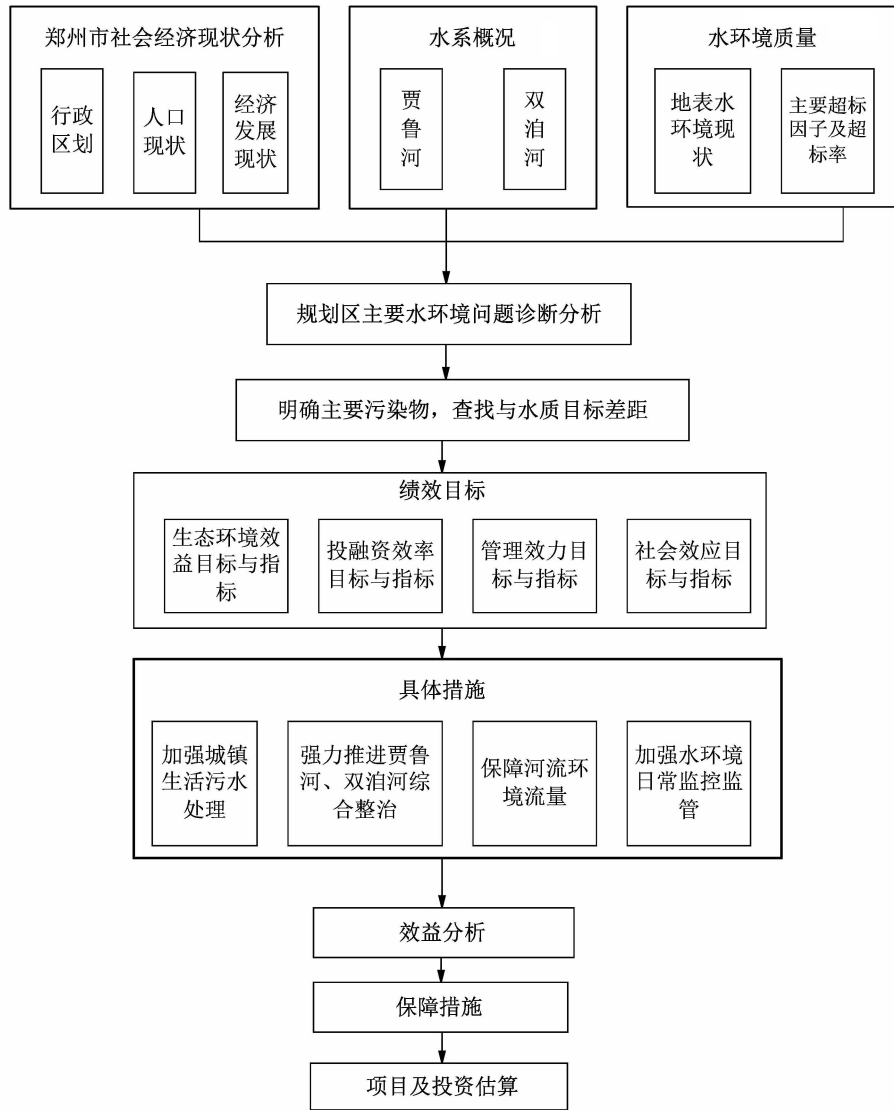 郑州市社会经济现状分析
行政
区划
人口
现状
经济
发展
现状
水系概况
贾
鲁
河
双
洎
河
水环境质量
地表水
环境现
状
主要超标
因子及超
标率
规划区主要水环境问题诊断分析
明确主要污染物，查找与水质目标差距
绩效目标
生态环境效
益目标与指
标
投融资效率
目标与指标
管理效力目
标与指标
社会效应目
标与指标
具体措施
加强城镇
生活污水
处理
强力推进贾鲁
河、双洎河综
合整治
保障河流环
境流量
加强水环境
日常监控监
管
效益分析
保障措施
项目及投资估算